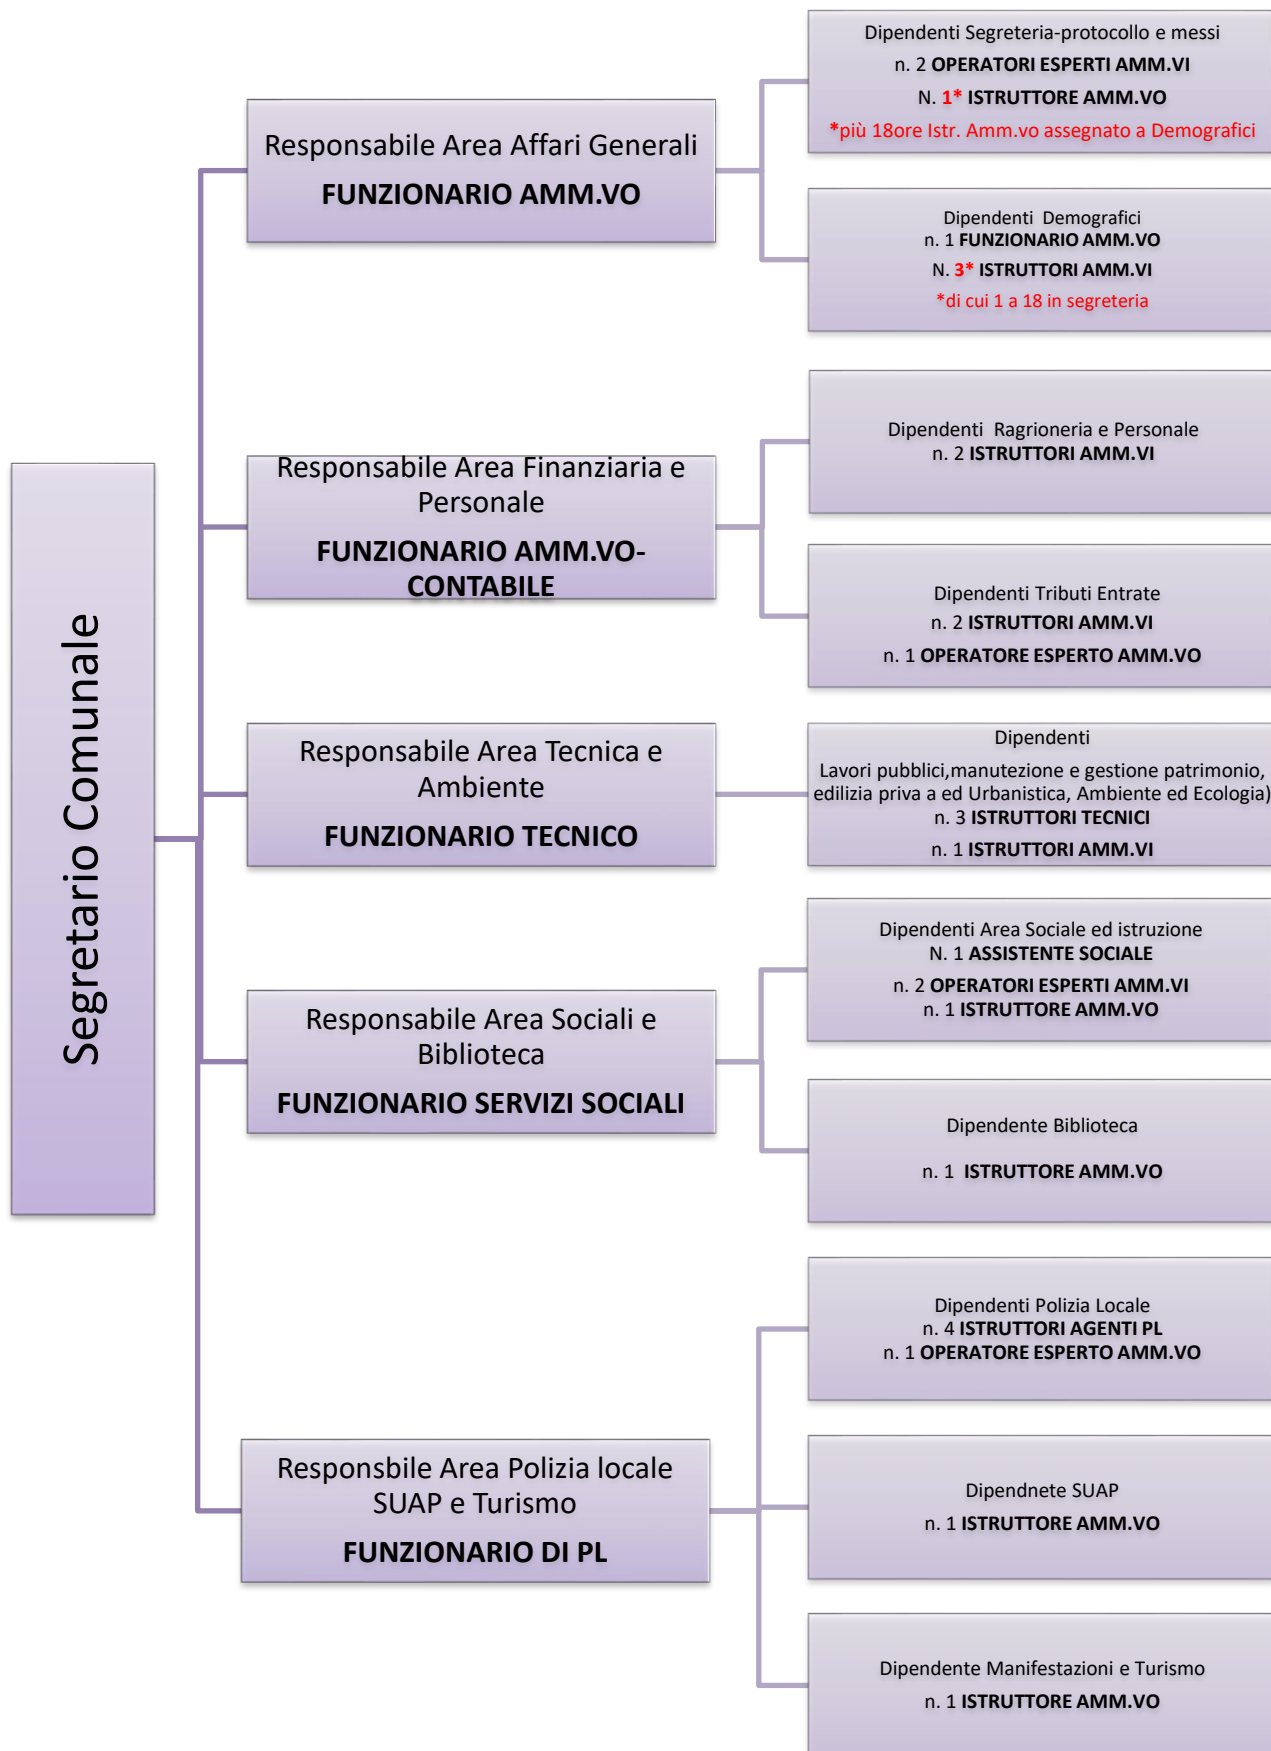 Segretario Comunale
Responsabile Area Affari Generali
FUNZIONARIO AMM.VO
Dipendenti Segreteria-protocollo e messi
n. 2 OPERATORI ESPERTI AMM.VI
N. 1* ISTRUTTORE AMM.VO
*più 18ore Istr. Amm.vo assegnato a Demografici
Dipendenti Demografici
n. 1 FUNZIONARIO AMM.VO
N. 3* ISTRUTTORI AMM.VI
*di cui 1 a 18 in segreteria
Responsabile Area Finanziaria e
Personale
FUNZIONARIO AMM.VO-
CONTABILE
Dipendenti Ragrioneria e Personale
n. 2 ISTRUTTORI AMM.VI
Dipendenti Tributi Entrate
n. 2 ISTRUTTORI AMM.VI
n. 1 OPERATORE ESPERTO AMM.VO
Responsabile Area Tecnica e
Ambiente
FUNZIONARIO TECNICO
Dipendenti
Lavori pubblici,manutezione e gestione patrimonio,
edilizia priva a ed Urbanistica, Ambiente ed Ecologia)
n. 3 ISTRUTTORI TECNICI
n. 1 ISTRUTTORI AMM.VI
Responsabile Area Sociali e
Biblioteca
FUNZIONARIO SERVIZI SOCIALI
Dipendenti Area Sociale ed istruzione
N. 1 ASSISTENTE SOCIALE
n. 2 OPERATORI ESPERTI AMM.VI
n. 1 ISTRUTTORE AMM.VO
Dipendente Biblioteca
n. 1 ISTRUTTORE AMM.VO
Responsbile Area Polizia locale
SUAP e Turismo
FUNZIONARIO DI PL
Dipendenti Polizia Locale
n. 4 ISTRUTTORI AGENTI PL
n. 1 OPERATORE ESPERTO AMM.VO
Dipendnete SUAP
n. 1 ISTRUTTORE AMM.VO
Dipendente Manifestazioni e Turismo
n. 1 ISTRUTTORE AMM.VO